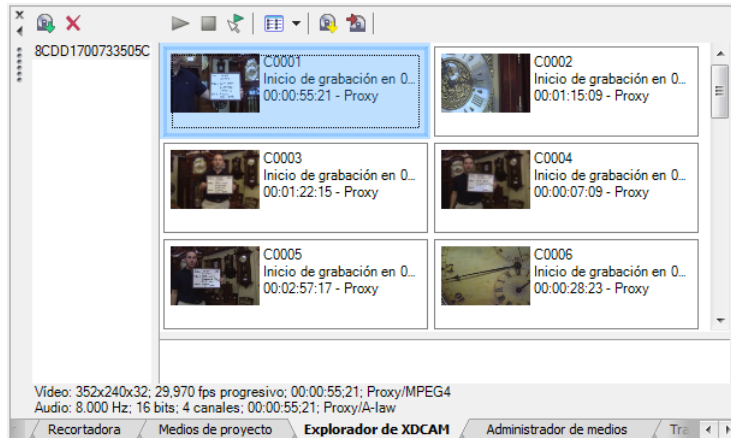 8CDD1700733505C
C0001
Inicio de grabación en 0...
00:00:55:21 - Proxy
C0002
Inicio de grabación en 0...
00:01:15:09 - Proxy
C0003
Inicio de grabación en 0...
00:01:22:15 - Proxy
C0004
Inicio de grabación en 0...
00:00:07:09 - Proxy
C0005
Inicio de grabación en 0...
00:02:57:17 - Proxy
C0006
Inicio de grabación en 0...
00:00:28:23 - Proxy
Vídeo: 352x240x32; 29,970 fps progresivo; 00:00:55;21; Proxy/MPEG4
Audio: 8.000 Hz; 16 bits; 4 canales; 00:00:55;21; Proxy/A-law
Recortadora
Medios de proyecto
Explorador de XDCAM
Administrador de medios
Tra